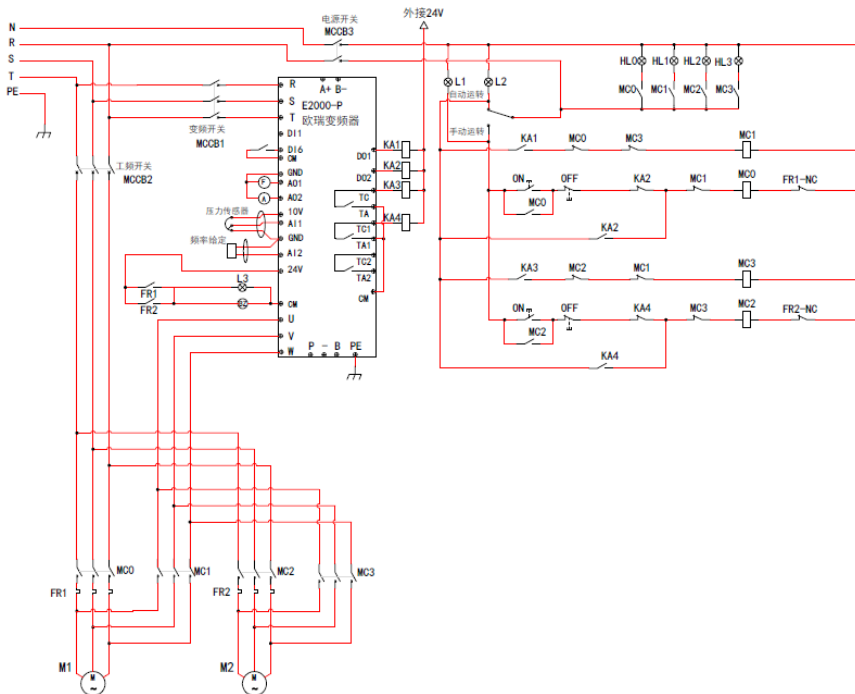 外接24V
电源开关
MCCB3
N
R
S
T
PE
L1
L2
HL0
HL1
HL2
HL3
MC0
MC1
MC2
MC3
自动运转
手动运转
变频开关
MCCB1
工频开关
MCCB2
A+ B-
E2000-P
欧瑞变频器
R
S
T
DI1
DI6
CM
GND
AO1
AO2
10V
AI1
GND
AI2
24V
CM
U
V
W
P - B PE
DO1
DO2
TC
TA
TC1
TA1
TC2
TA2
CM
KA1
KA2
KA3
KA4
F
A
压力传感器
频率给定
L3
BZ
FR1
FR2
KA1 MC0 MC3 MC1
ON OFF KA2 MC1 MC0 FR1-NC
MC0
KA2
KA3 MC2 MC1 MC3
ON OFF KA4 MC3 MC2 FR2-NC
MC2
KA4
MC0
MC1
MC2
MC3
FR1
FR2
M1
M
~
M2
M
~